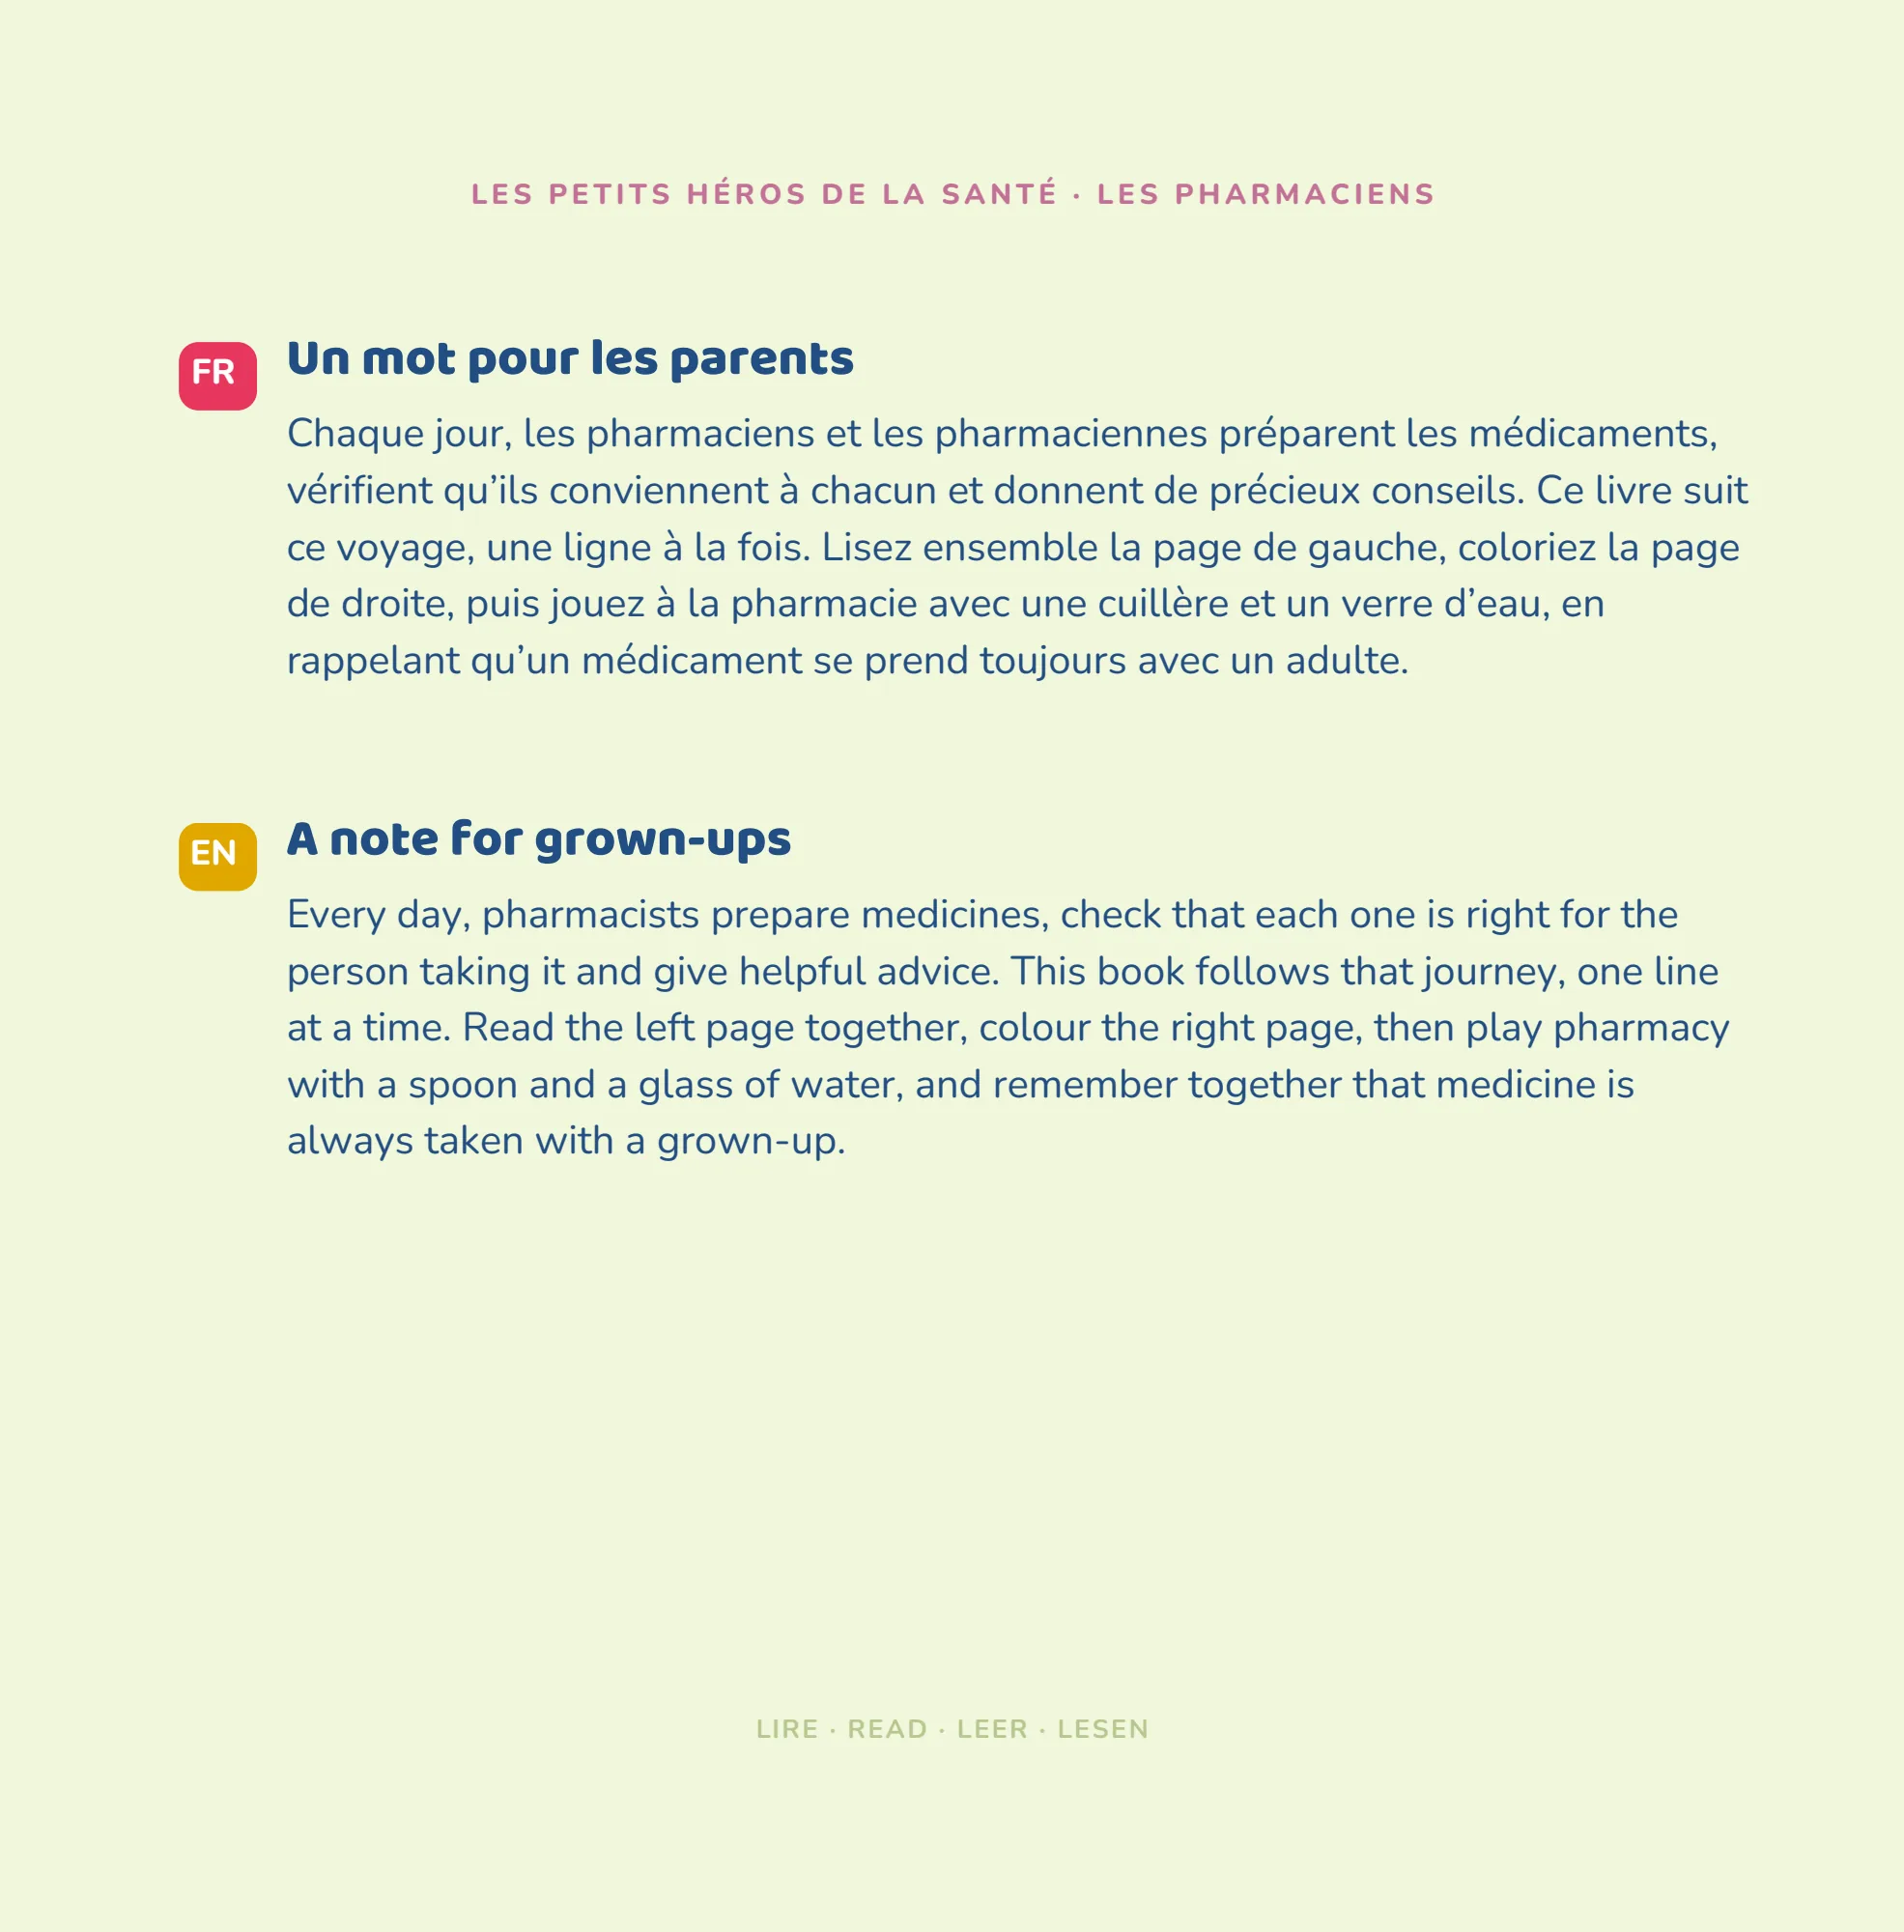 LES PETITS HÉROS DE LA SANTÉ · LES PHARMACIENS
FR
Un mot pour les parents
Chaque jour, les pharmaciens et les pharmaciennes préparent les médicaments,
vérifient qu’ils conviennent à chacun et donnent de précieux conseils. Ce livre suit
ce voyage, une ligne à la fois. Lisez ensemble la page de gauche, coloriez la page
de droite, puis jouez à la pharmacie avec une cuillère et un verre d’eau, en
rappelant qu’un médicament se prend toujours avec un adulte.
EN
A note for grown-ups
Every day, pharmacists prepare medicines, check that each one is right for the
person taking it and give helpful advice. This book follows that journey, one line
at a time. Read the left page together, colour the right page, then play pharmacy
with a spoon and a glass of water, and remember together that medicine is
always taken with a grown-up.
LIRE · READ · LEER · LESEN